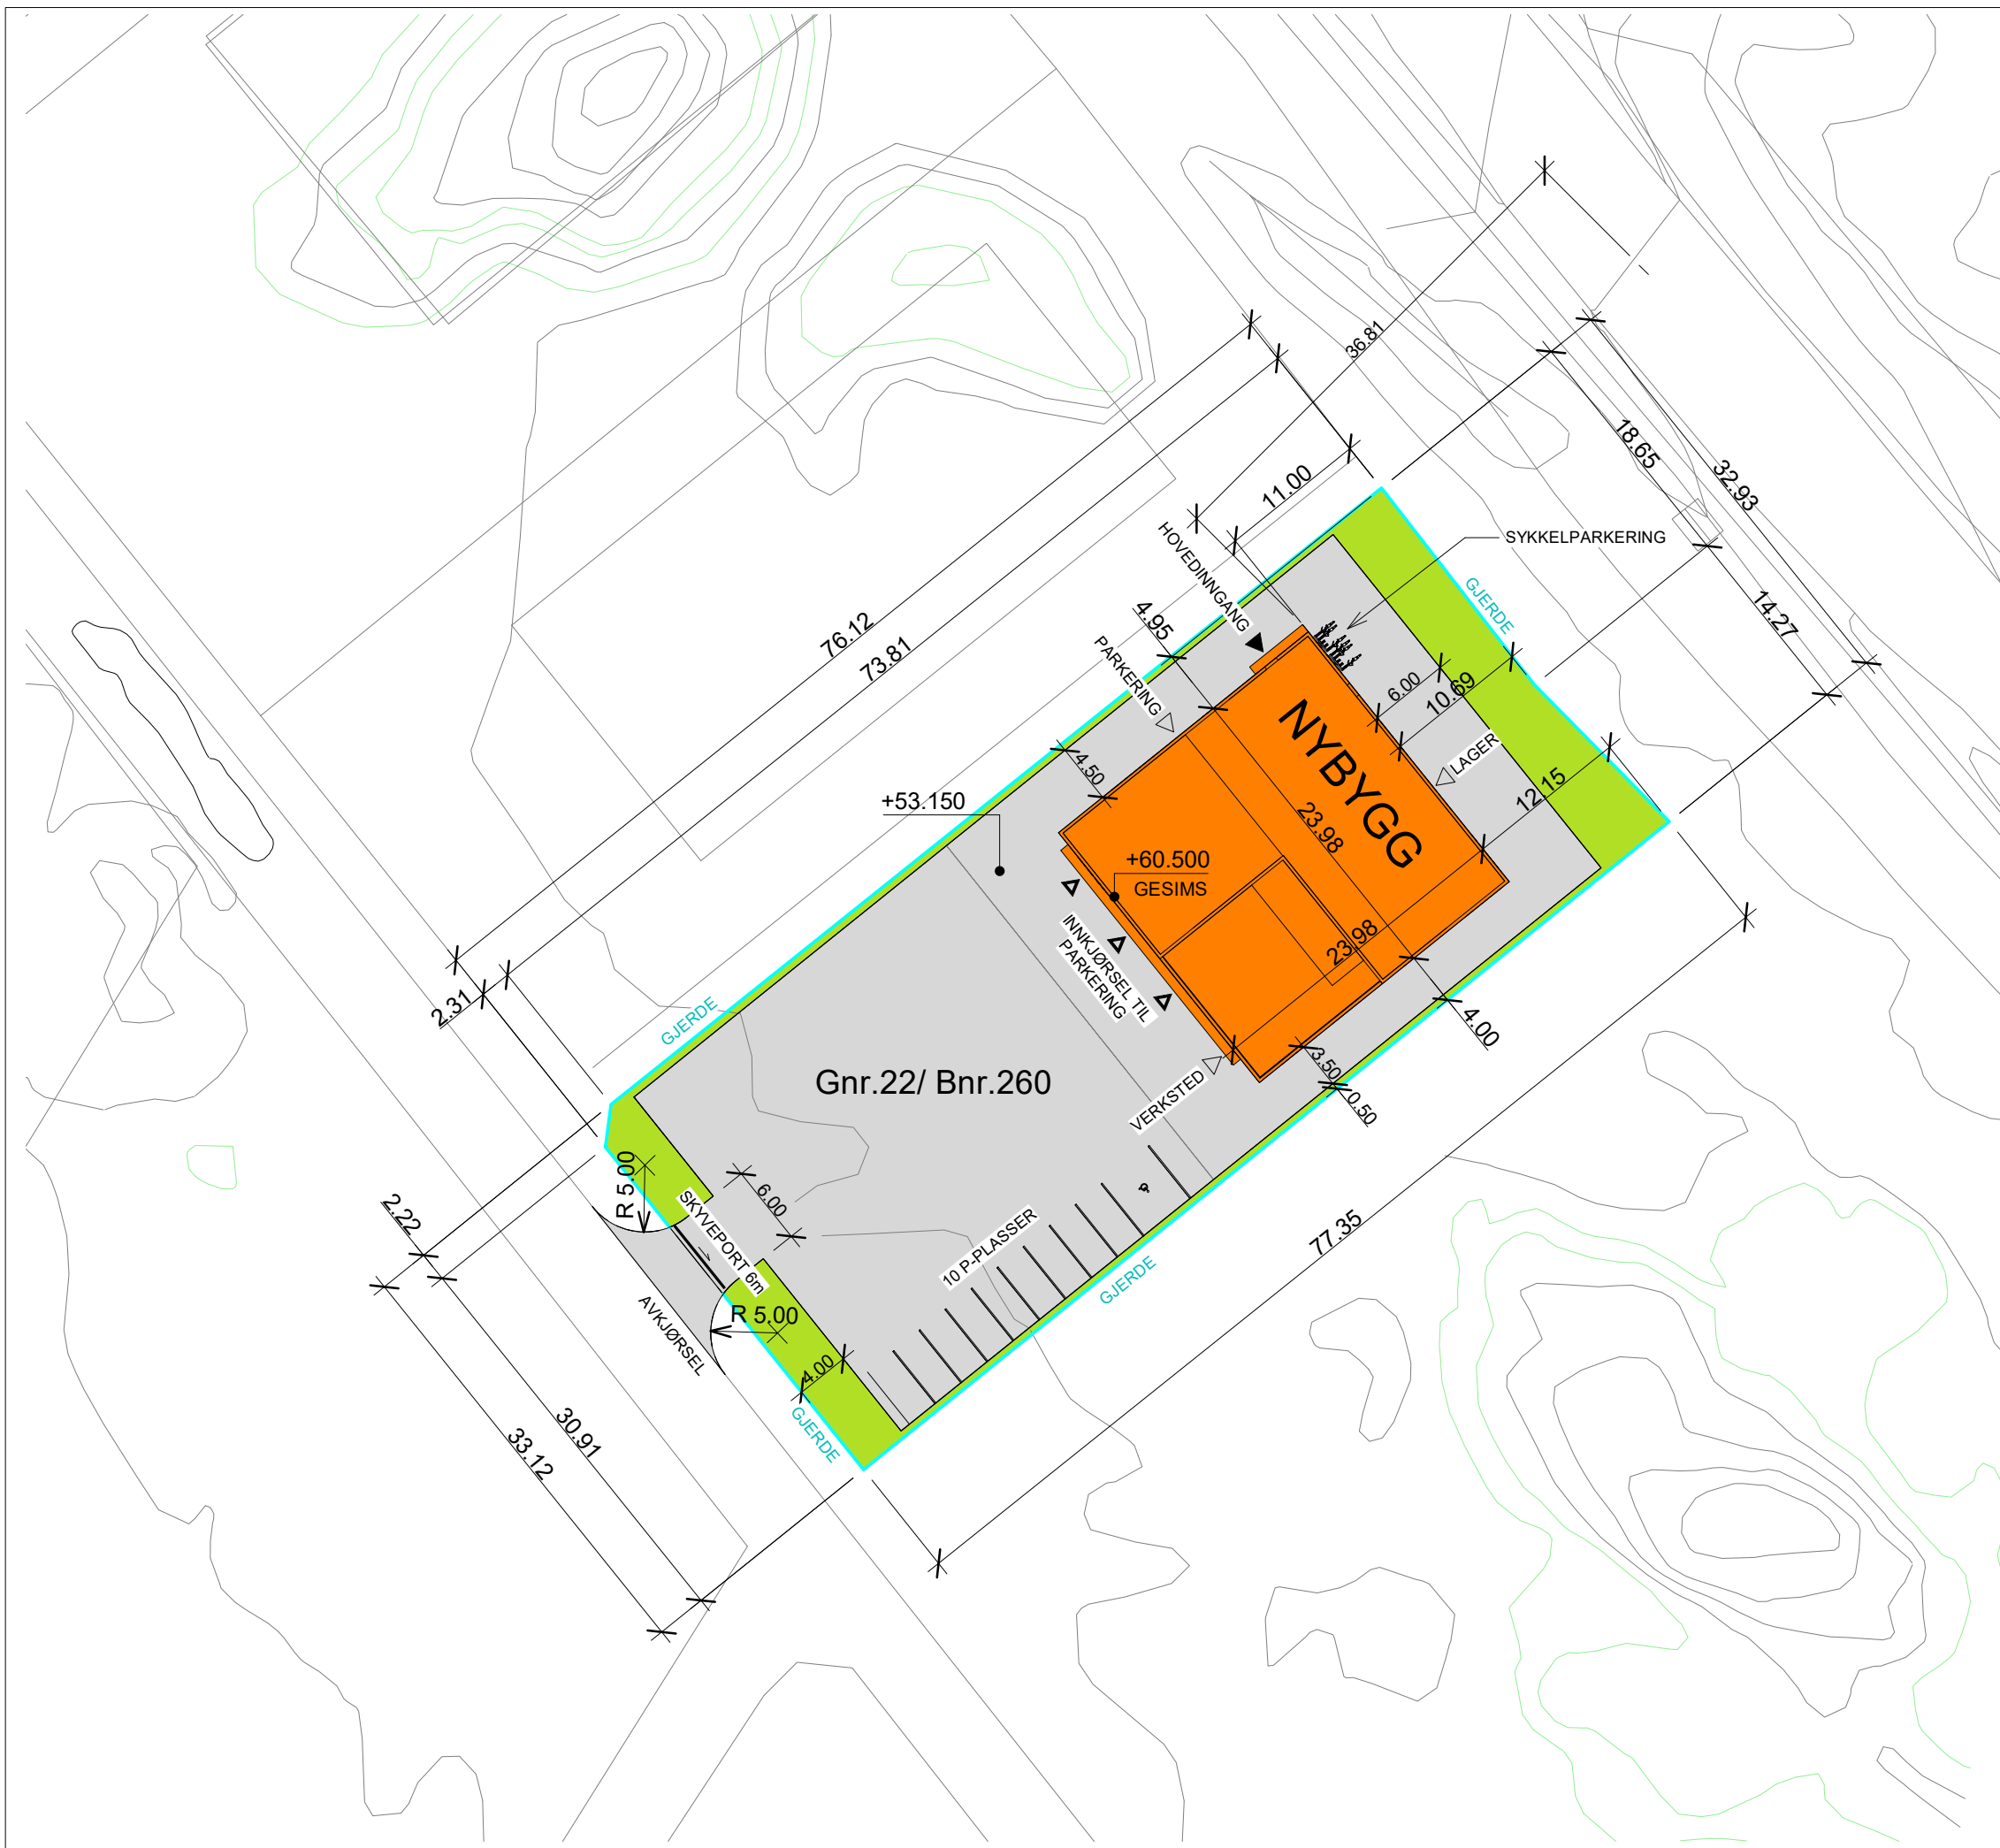 36.81
18.65
32.93
11.00
SYKKELPARKERING
HOVEDINNGANG
GJERDE
14.27
4.95
76.12
73.81
PARKERING
6.00
10.69
NYBYGG
LAGER
4.50
12.15
+53.150
23.98
+60.500
GESIMS
INNKJØRSEL TIL
PARKERING
23.98
2.31
GJERDE
4.00
3.50
0.50
Gnr.22/ Bnr.260
VERKSTED
R 5.00
SKYVEPORT 6m
6.00
2.22
77.35
10 P-PLASSER
GJERDE
AVKJØRSEL
R 5.00
4.00
GJERDE
30.91
33.12